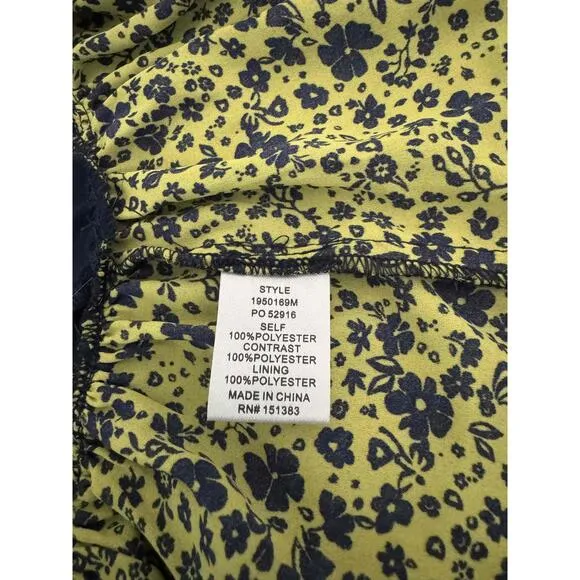 STYLE
1950169M
PO 52916
SELF
100%POLYESTER
CONTRAST
100%POLYESTER
LINING
100%POLYESTER
MADE IN CHINA
RN# 151383